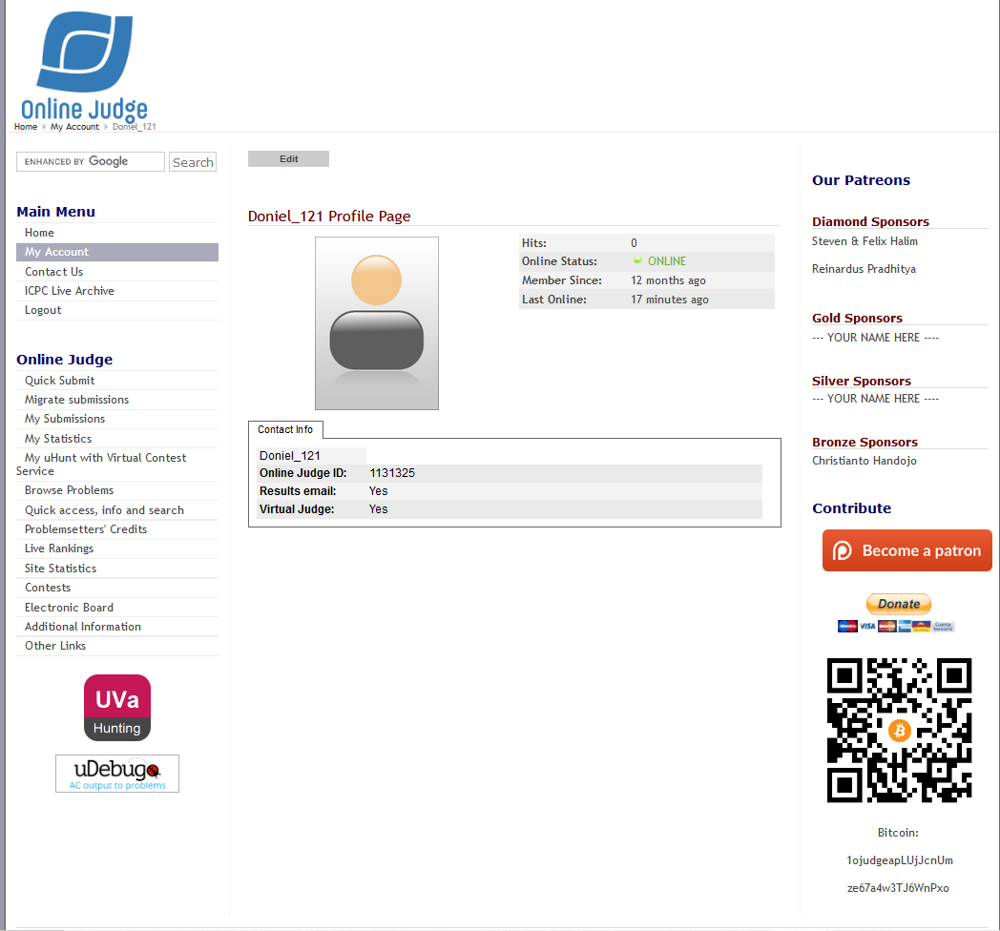 Online Judge
Home My Account Doniel_121
ENHANCED BY Google Search
Main Menu
Home
My Account
Contact Us
ICPC Live Archive
Logout
Online Judge
Quick Submit
Migrate submissions
My Submissions
My Statistics
My uHunt with Virtual Contest
Service
Browse Problems
Quick access, info and search
Problemsetters' Credits
Live Rankings
Site Statistics
Contests
Electronic Board
Additional Information
Other Links
UVa
Hunting
uDebug
AC output to problems
Edit
Doniel_121 Profile Page
Hits: 0
Online Status: ONLINE
Member Since: 12 months ago
Last Online: 17 minutes ago
Contact Info
Doniel_121
Online Judge ID: 1131325
Results email: Yes
Virtual Judge: Yes
Our Patreons
Diamond Sponsors
Steven & Felix Halim
Reinardus Pradhitya
Gold Sponsors
--- YOUR NAME HERE ----
Silver Sponsors
--- YOUR NAME HERE ----
Bronze Sponsors
Christianto Handojo
Contribute
Become a patron
Donate
VISA
Bitcoin:
1ojudgeapLUjJcnUm
ze67a4w3TJ6WnPxo